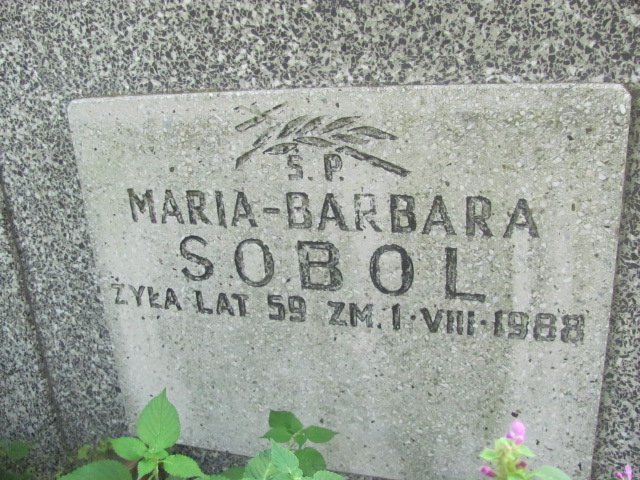 Ś.P.
MARIA-BARBARA
SOBOL
ŻYŁA LAT 59 ZM. 1·VIII·1988